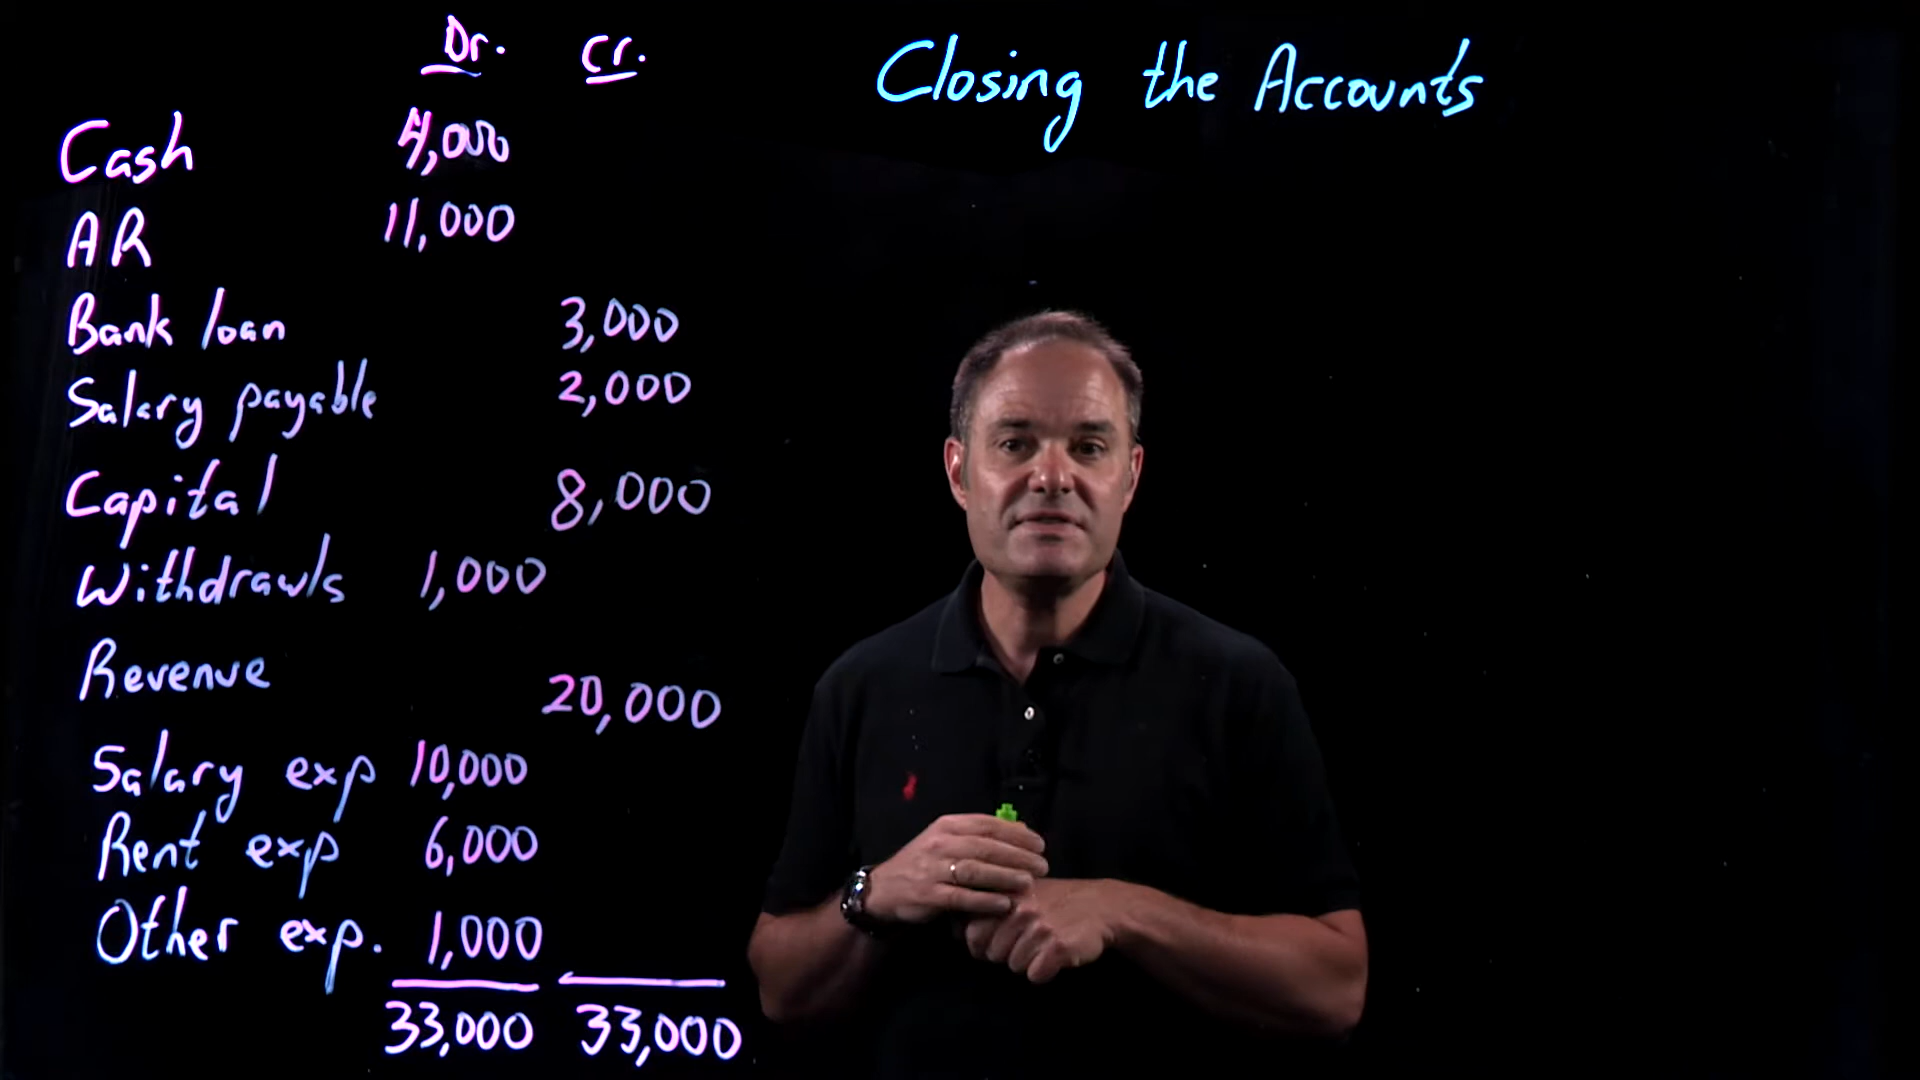 Dr. Cr.
Closing the Accounts
Cash 4,000
AR 11,000
Bank loan 3,000
Salary payable 2,000
Capital 8,000
Withdrawls 1,000
Revenue 20,000
Salary exp 10,000
Rent exp 6,000
Other exp. 1,000
33,000 33,000